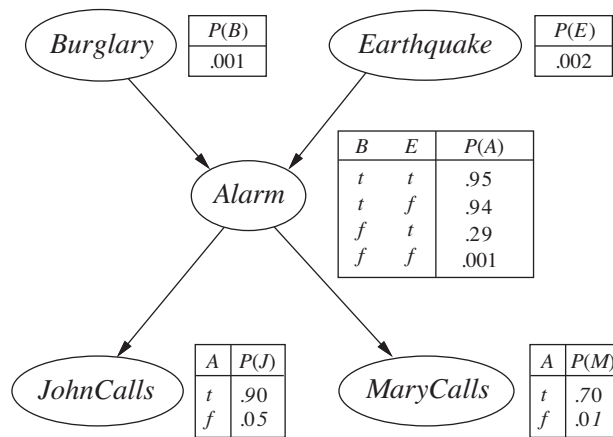 Burglary
P(B)
.001
Earthquake
P(E)
.002
Alarm
B E P(A)
t t .95
t f .94
f t .29
f f .001
JohnCalls
A P(J)
t .90
f .05
MaryCalls
A P(M)
t .70
f .01